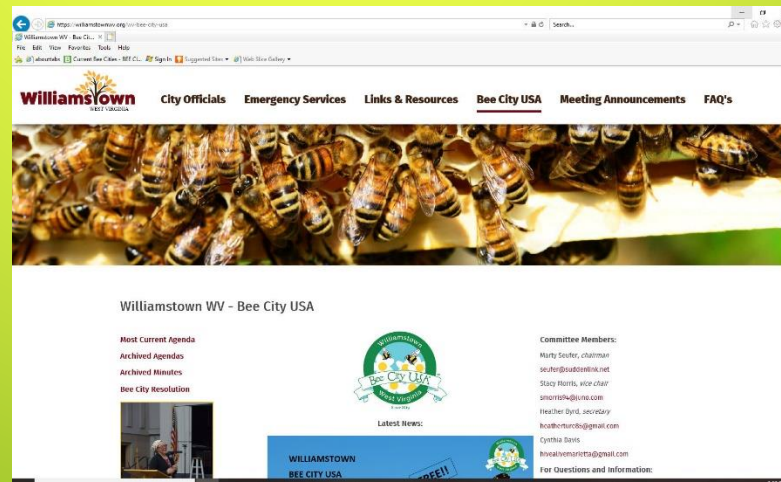 https://williamstownwv.org/wv-bee-city-usa
Search...
Williamstown WV - Bee Cit...
File Edit View Favorites Tools Help
Current Bee Cities - BEE CI... Sign In Suggested Sites Web Slice Gallery
Williamstown
WEST VIRGINIA
City Officials Emergency Services Links & Resources Bee City USA Meeting Announcements FAQ's
Williamstown WV - Bee City USA
Most Current Agenda
Archived Agendas
Archived Minutes
Bee City Resolution
Williamstown
Bee City USA
West Virginia
Latest News:
WILLIAMSTOWN
BEE CITY USA
FREE!!
Committee Members:
Marty Seufer, chairman
seufer@suddenlink.net
Stacy Morris, vice chair
smorris94@juno.com
Heather Byrd, secretary
heatherturc65@gmail.com
Cynthia Davis
hivealivemarietta@gmail.com
For Questions and Information: